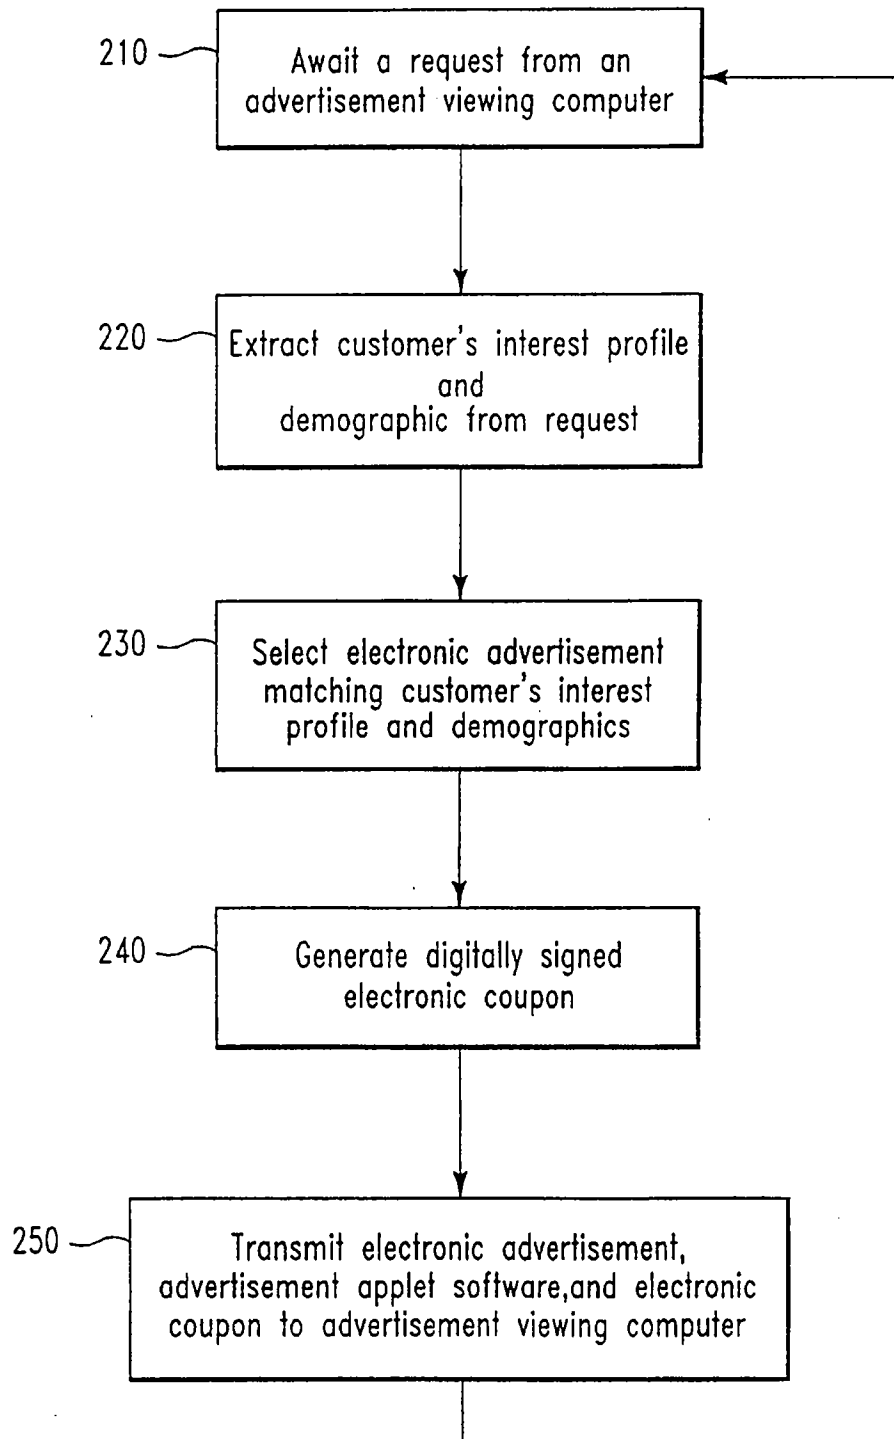 210
Await a request from an
advertisement viewing computer
220
Extract customer's interest profile
and
demographic from request
230
Select electronic advertisement
matching customer's interest
profile and demographics
240
Generate digitally signed
electronic coupon
250
Transmit electronic advertisement,
advertisement applet software,and electronic
coupon to advertisement viewing computer